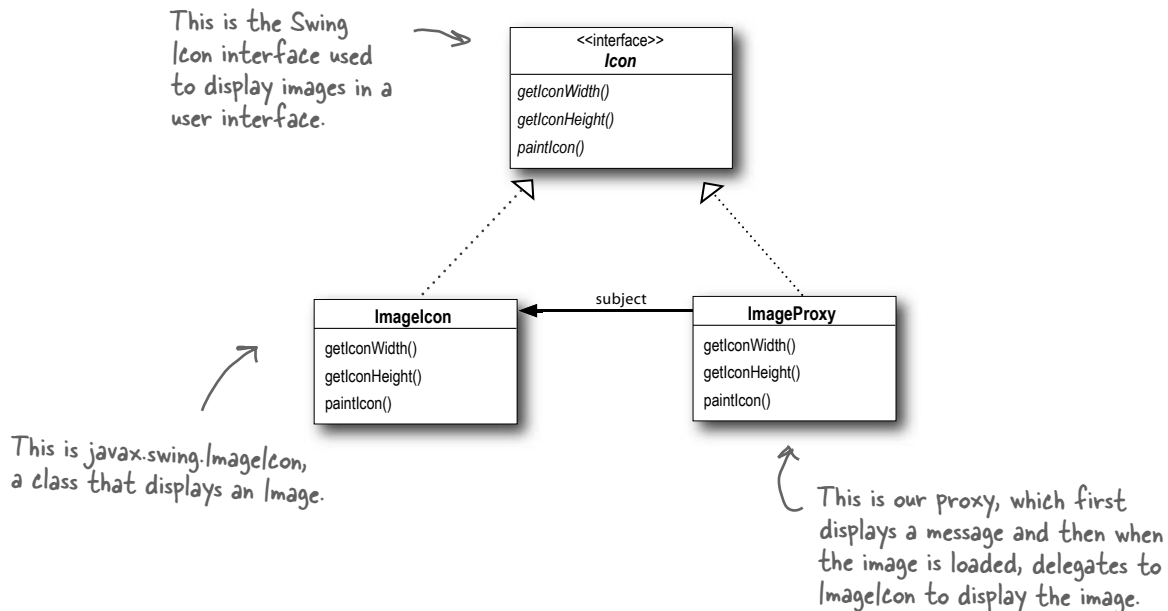 This is the Swing
Icon interface used
to display images in a
user interface.
<<interface>>
Icon
getIconWidth()
getIconHeight()
paintIcon()
subject
ImageIcon
getIconWidth()
getIconHeight()
paintIcon()
ImageProxy
getIconWidth()
getIconHeight()
paintIcon()
This is javax.swing.ImageIcon,
a class that displays an Image.
This is our proxy, which first
displays a message and then when
the image is loaded, delegates to
ImageIcon to display the image.